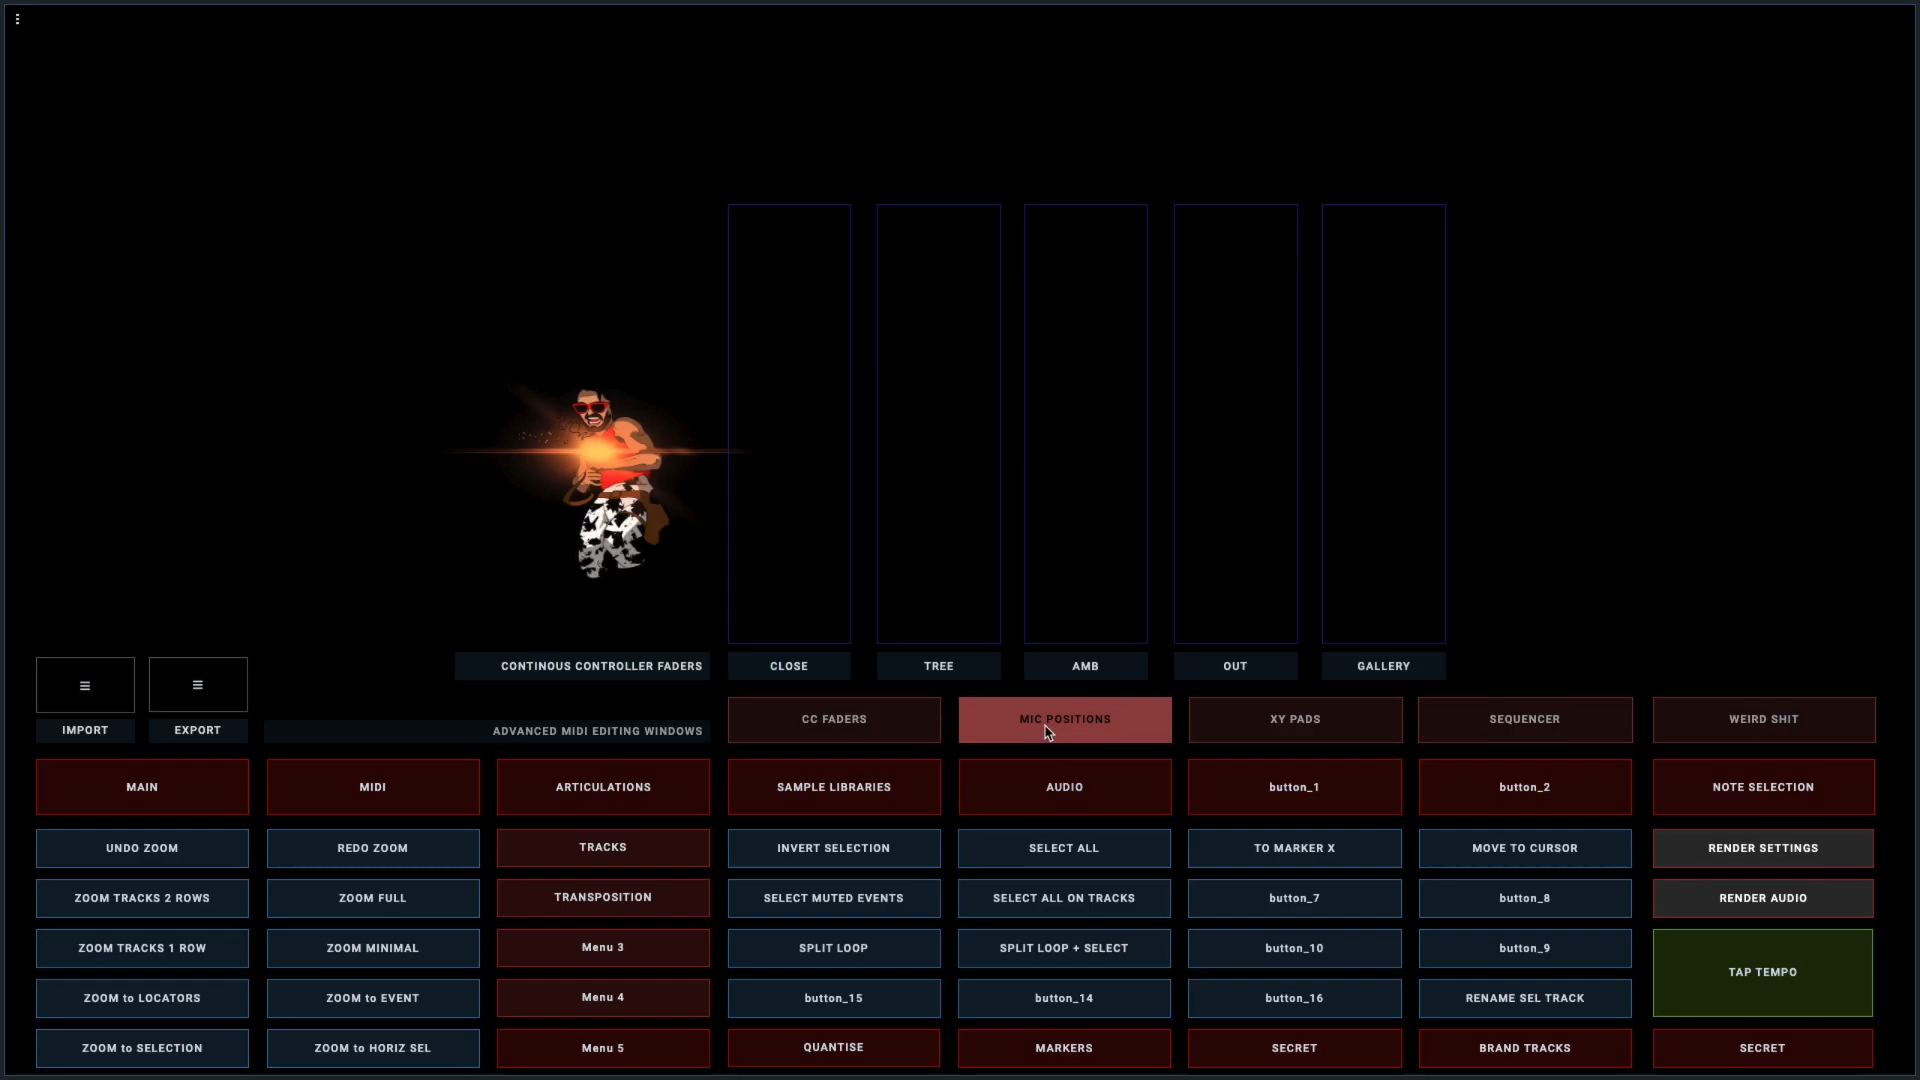 CONTINOUS CONTROLLER FADERS CLOSE TREE AMB OUT GALLERY
CC FADERS MIC POSITIONS XY PADS SEQUENCER WEIRD SHIT
IMPORT EXPORT ADVANCED MIDI EDITING WINDOWS
MAIN MIDI ARTICULATIONS SAMPLE LIBRARIES AUDIO button_1 button_2 NOTE SELECTION
UNDO ZOOM REDO ZOOM TRACKS INVERT SELECTION SELECT ALL TO MARKER X MOVE TO CURSOR RENDER SETTINGS
ZOOM TRACKS 2 ROWS ZOOM FULL TRANSPOSITION SELECT MUTED EVENTS SELECT ALL ON TRACKS button_7 button_8 RENDER AUDIO
ZOOM TRACKS 1 ROW ZOOM MINIMAL Menu 3 SPLIT LOOP SPLIT LOOP + SELECT button_10 button_9
TAP TEMPO
ZOOM to LOCATORS ZOOM to EVENT Menu 4 button_15 button_14 button_16 RENAME SEL TRACK
ZOOM to SELECTION ZOOM to HORIZ SEL Menu 5 QUANTISE MARKERS SECRET BRAND TRACKS SECRET